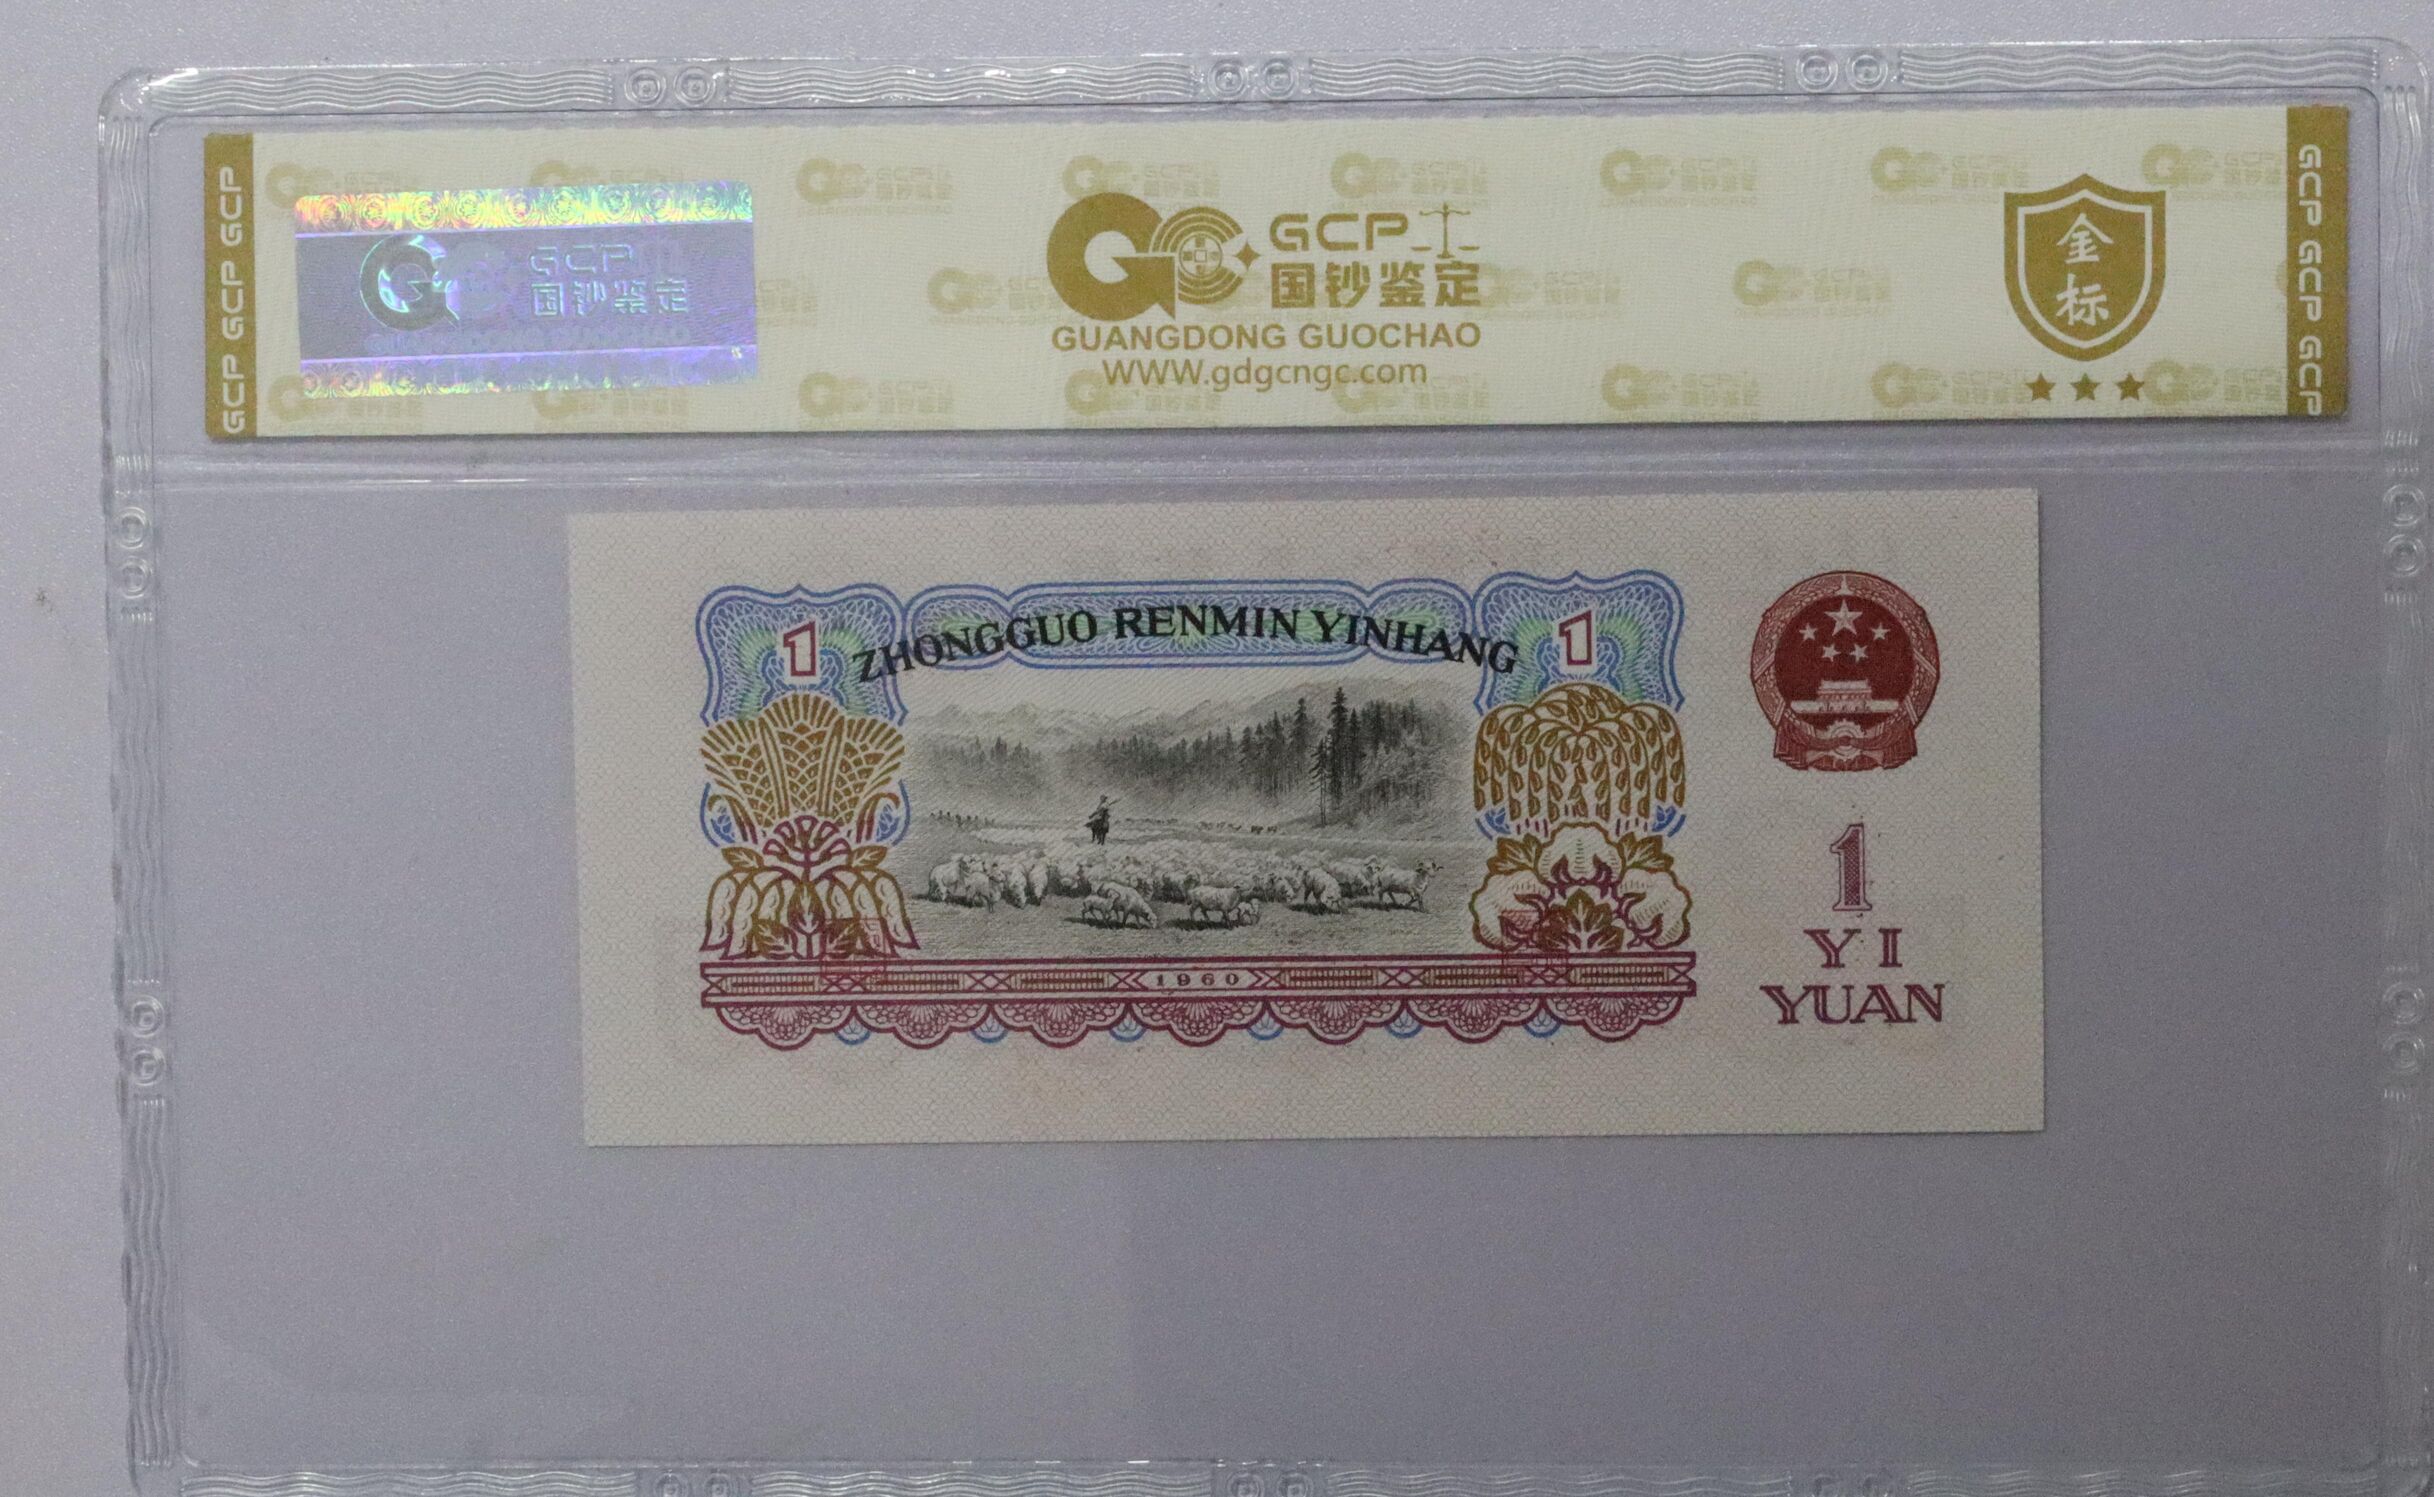 GCP GCP GCP
GCP
国钞鉴定
GCP
国钞鉴定
GUANGDONG GUOCHAO
WWW.gdgcngc.com
金
标
GCP GCP GCP
1
ZHONGGUO RENMIN YINHANG
1
1960
1
YI
YUAN